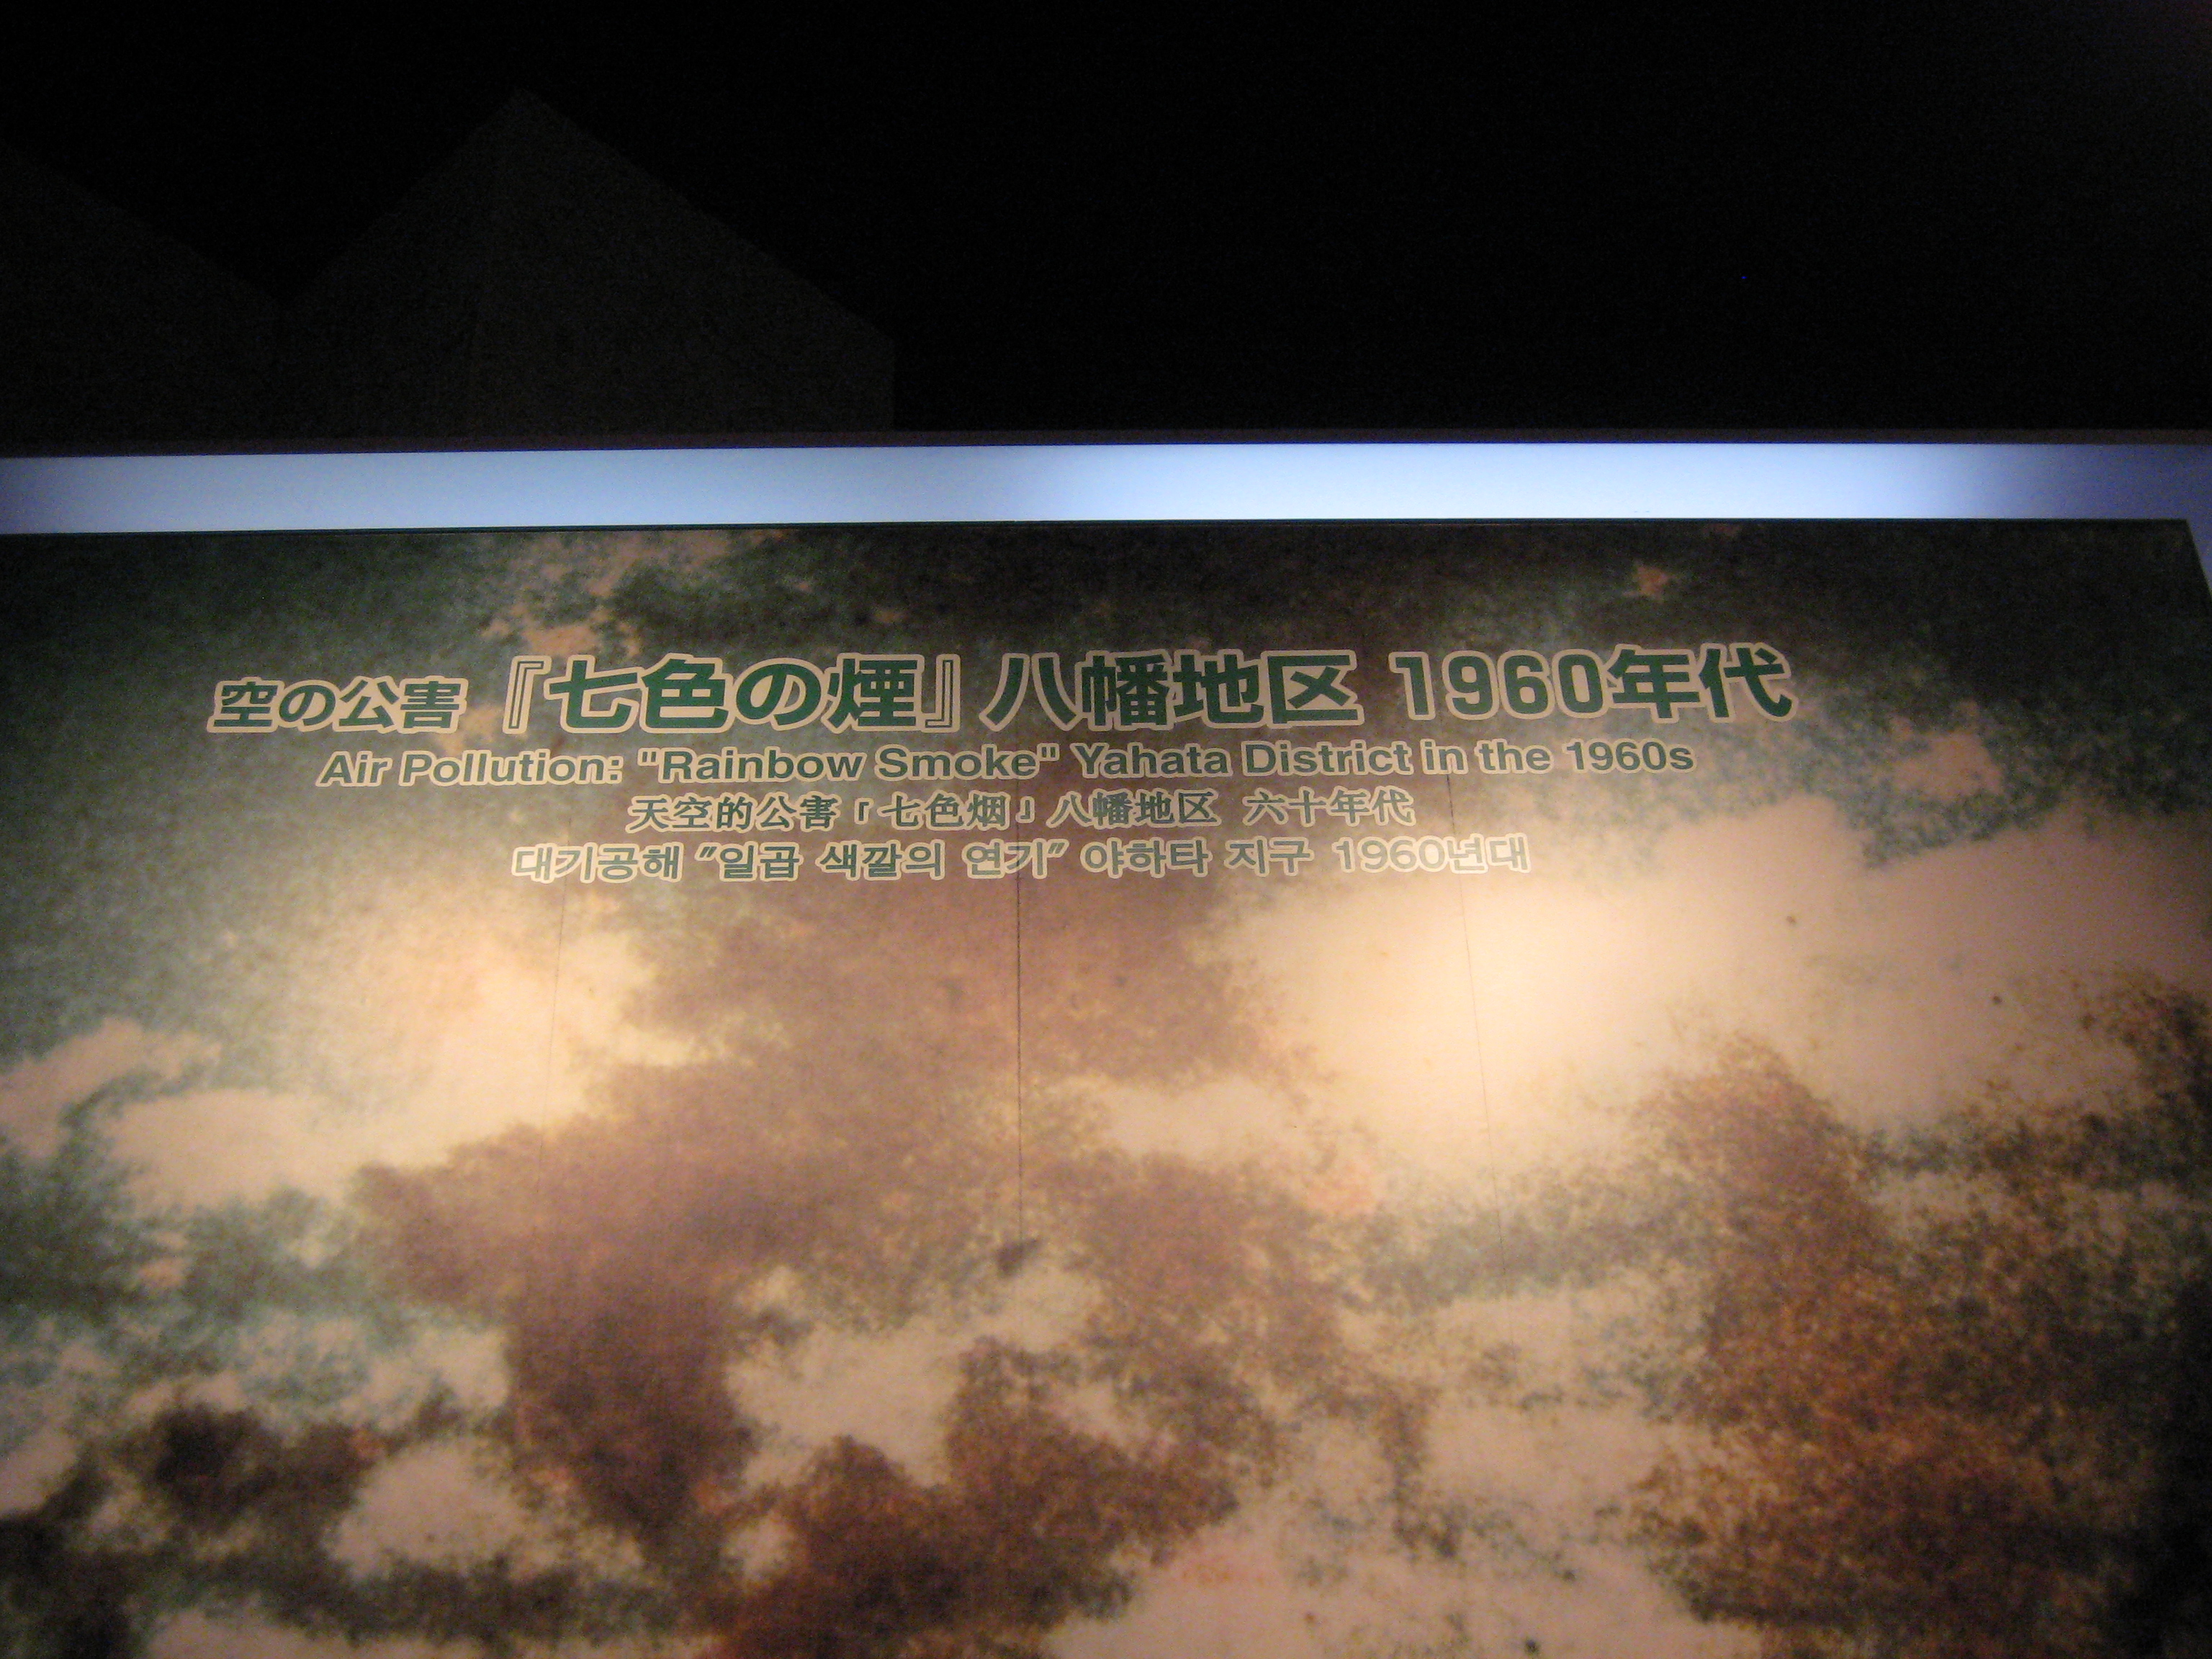 空の公害『七色の煙』八幡地区 1960年代
Air Pollution: "Rainbow Smoke" Yahata District in the 1960s
天空的公害「七色烟」八幡地区 六十年代
대기공해 "일곱 색깔의 연기" 야하타 지구 1960년대